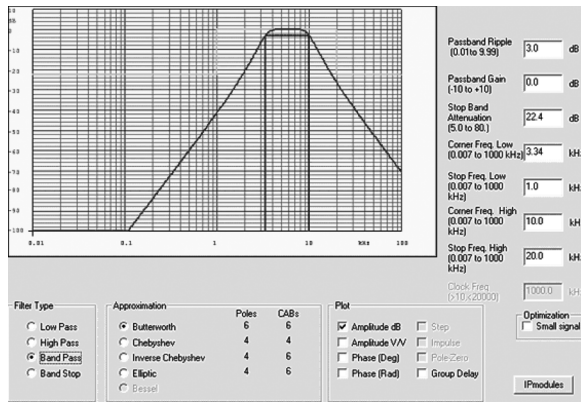 10
-10
-20
-30
-40
-50
-60
-70
-80
-90
-100
0.01 0.1 1 10 kHz 100
Passband Ripple
(0.01to 9.99) 3.0 dB
Passband Gain
(-10 to +10) 0.0 dB
Stop Band
Attenuation
(5.0 to 80.) 22.4 dB
Corner Freq. Low
(0.007 to 1000 kHz) 3.34 kH
Stop Freq. Low
(0.007 to 1000
kHz) 1.0 kH
Corner Freq. High
(0.007 to 1000
kHz) 10.0 kH
Stop Freq. High
(0.007 to 1000
kHz) 20.0 kH
Clock Freq
(>10,<20000) 1000.0 kH
Filter Type
Low Pass
High Pass
Band Pass
Band Stop
Approximation
Poles CABs
Butterworth 6 6
Chebyshev 4 4
Inverse Chebyshev 4 4
Elliptic 4 6
Bessel
Plot
Amplitude dB Step
Amplitude V/V Impulse
Phase (Deg) Pole-Zero
Phase (Rad) Group Delay
Optimization
Small signal
IPmodules